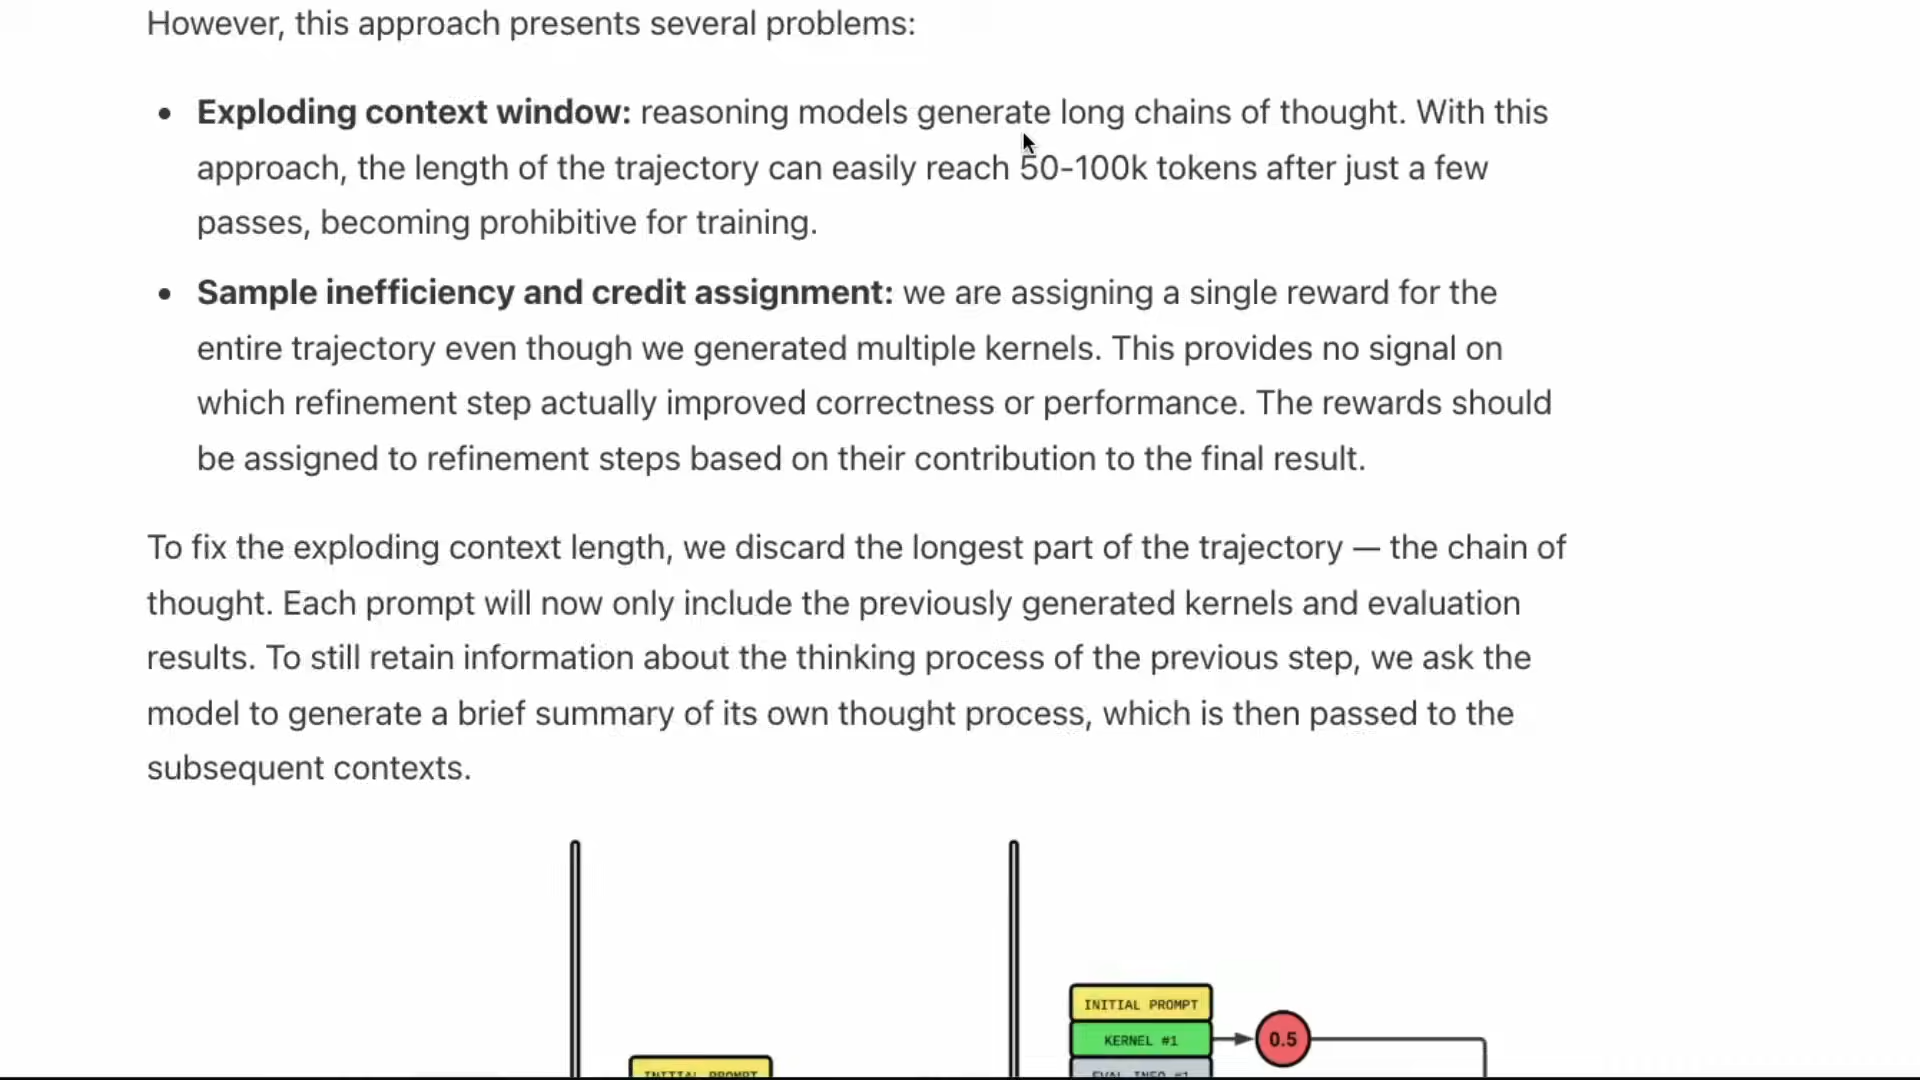 However, this approach presents several problems:
• Exploding context window: reasoning models generate long chains of thought. With this
approach, the length of the trajectory can easily reach 50-100k tokens after just a few
passes, becoming prohibitive for training.
• Sample inefficiency and credit assignment: we are assigning a single reward for the
entire trajectory even though we generated multiple kernels. This provides no signal on
which refinement step actually improved correctness or performance. The rewards should
be assigned to refinement steps based on their contribution to the final result.
To fix the exploding context length, we discard the longest part of the trajectory — the chain of
thought. Each prompt will now only include the previously generated kernels and evaluation
results. To still retain information about the thinking process of the previous step, we ask the
model to generate a brief summary of its own thought process, which is then passed to the
subsequent contexts.
INITIAL PROMPT
KERNEL #1
0.5
EVAL INFO #1
INITIAL PROMPT